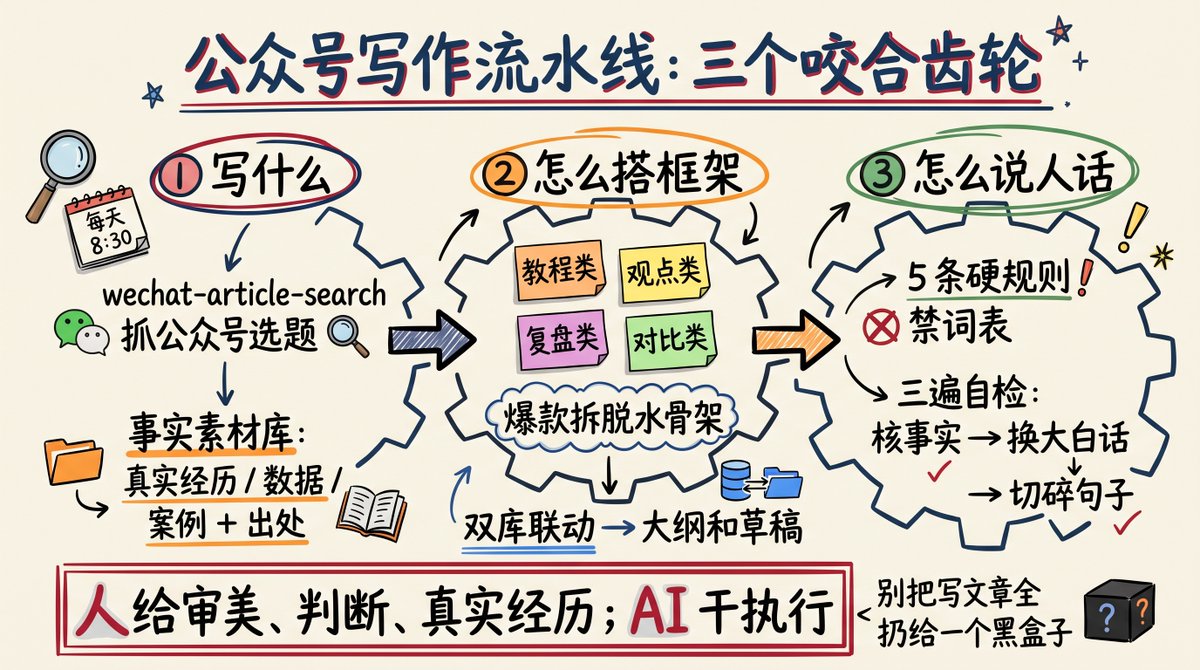 公众号写作流水线：三个咬合齿轮
① 写什么
每天
8:30
wechat-article-search
抓公众号选题
事实素材库：
真实经历 / 数据 /
案例 + 出处
② 怎么搭框架
教程类
观点类
复盘类
对比类
爆款拆脱水骨架
双库联动 → 大纲和草稿
③ 怎么说人话
5 条硬规则！
禁词表
三遍自检：
核事实 → 换大白话
→ 切碎句子
人给审美、判断、真实经历；AI 干执行
< 别把写文章全
扔给一个黑盒子
? ?